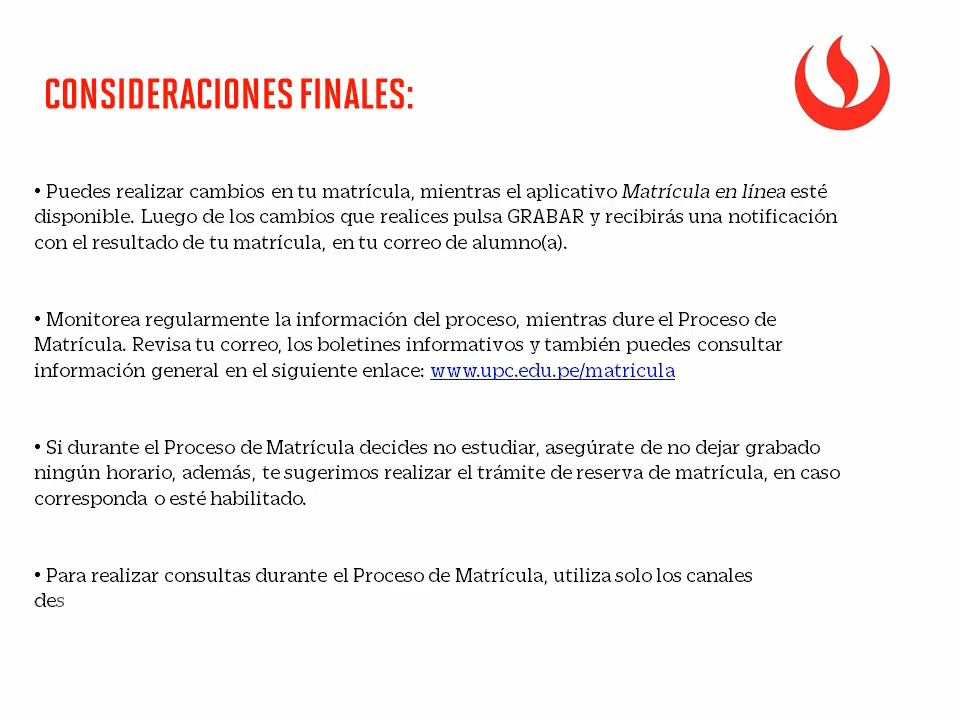 CONSIDERACIONES FINALES:
• Puedes realizar cambios en tu matrícula, mientras el aplicativo Matrícula en línea esté
disponible. Luego de los cambios que realices pulsa GRABAR y recibirás una notificación
con el resultado de tu matrícula, en tu correo de alumno(a).
• Monitorea regularmente la información del proceso, mientras dure el Proceso de
Matrícula. Revisa tu correo, los boletines informativos y también puedes consultar
información general en el siguiente enlace: www.upc.edu.pe/matricula
• Si durante el Proceso de Matrícula decides no estudiar, asegúrate de no dejar grabado
ningún horario, además, te sugerimos realizar el trámite de reserva de matrícula, en caso
corresponda o esté habilitado.
• Para realizar consultas durante el Proceso de Matrícula, utiliza solo los canales
des